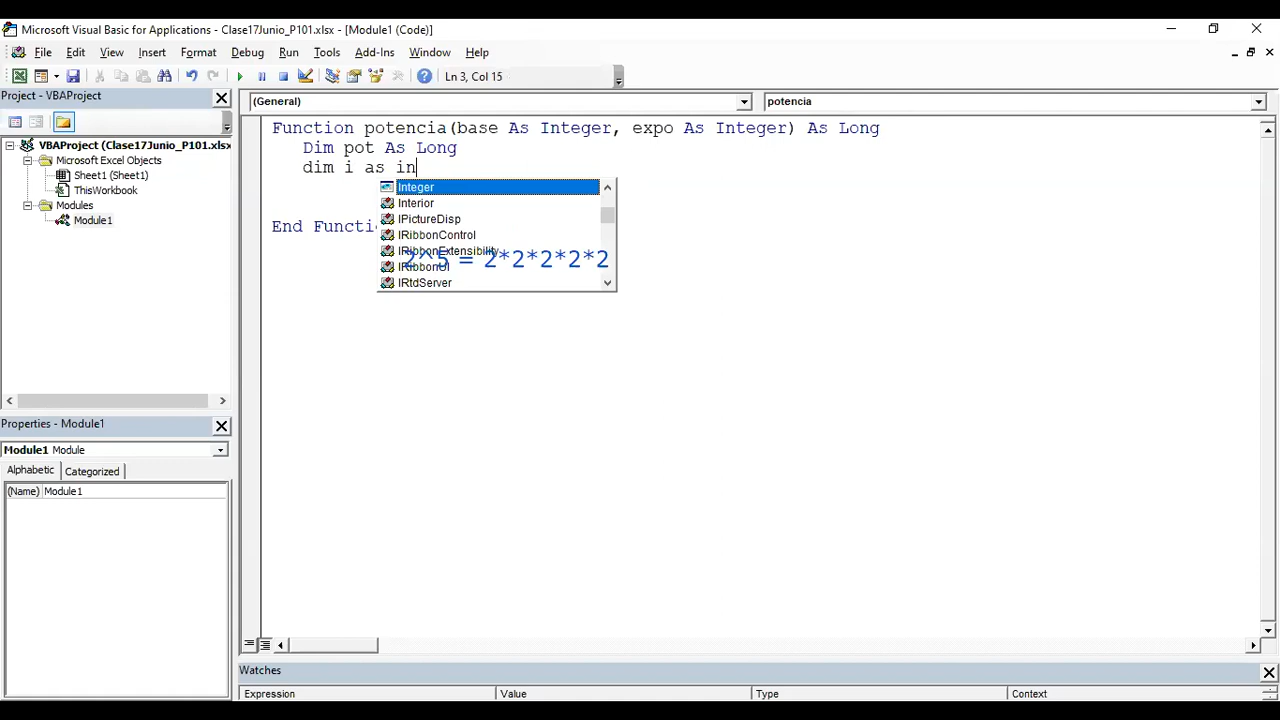 Microsoft Visual Basic for Applications - Clase17Junio_P101.xlsx - [Module1 (Code)]
File Edit View Insert Format Debug Run Tools Add-Ins Window Help
Ln 3, Col 15
Project - VBAProject
VBAProject (Clase17Junio_P101.xlsx
Microsoft Excel Objects
Sheet1 (Sheet1)
ThisWorkbook
Modules
Module1
Properties - Module1
Module1 Module
Alphabetic Categorized
(Name) Module1
(General) potencia
Function potencia(base As Integer, expo As Integer) As Long
Dim pot As Long
dim i as in
Integer
Interior
IPictureDisp
IRibbonControl
IRibbonExtensibility
IRibbonUI
IRtdServer
End Functi
2^5 = 2*2*2*2*2
Watches
Expression Value Type Context